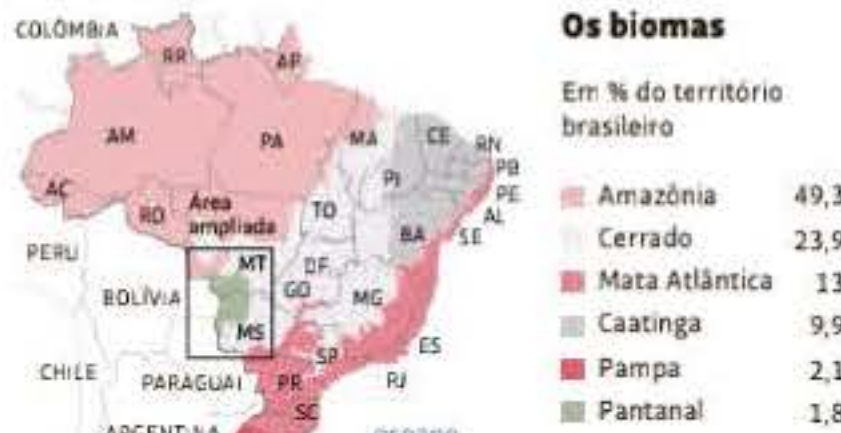 Os biomas
Em % do território
brasileiro
Amazônia 49,3
Cerrado 23,9
Mata Atlântica 13
Caatinga 9,9
Pampa 2,1
Pantanal 1,8
COLÔMBIA
RR
AP
AM
PA
MA
CE
RN
PB
PI
PE
AC
AL
RO
Área
ampliada
TO
BA
SE
PERU
MT
DF
BOLÍVIA
GO
MG
MS
ES
SP
CHILE
PARAGUAI
PR
RJ
SC
ARGENTINA